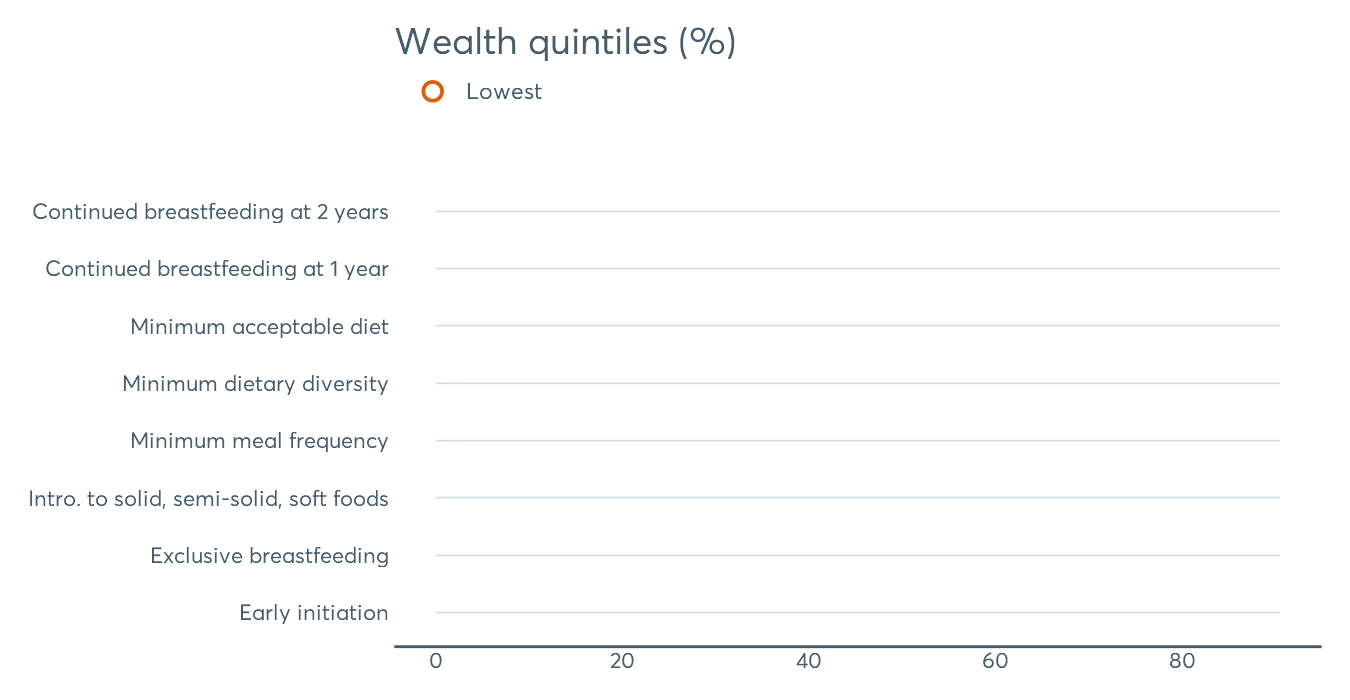 Wealth quintiles (%)
Lowest
Continued breastfeeding at 2 years
Continued breastfeeding at 1 year
Minimum acceptable diet
Minimum dietary diversity
Minimum meal frequency
Intro. to solid, semi-solid, soft foods
Exclusive breastfeeding
Early initiation
0 20 40 60 80